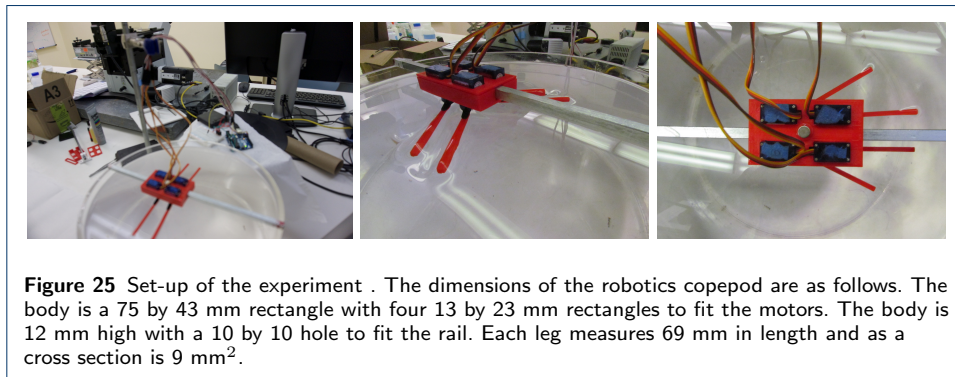 A3
Figure 25 Set-up of the experiment . The dimensions of the robotics copepod are as follows. The
body is a 75 by 43 mm rectangle with four 13 by 23 mm rectangles to fit the motors. The body is
12 mm high with a 10 by 10 hole to fit the rail. Each leg measures 69 mm in length and as a
cross section is 9 mm².